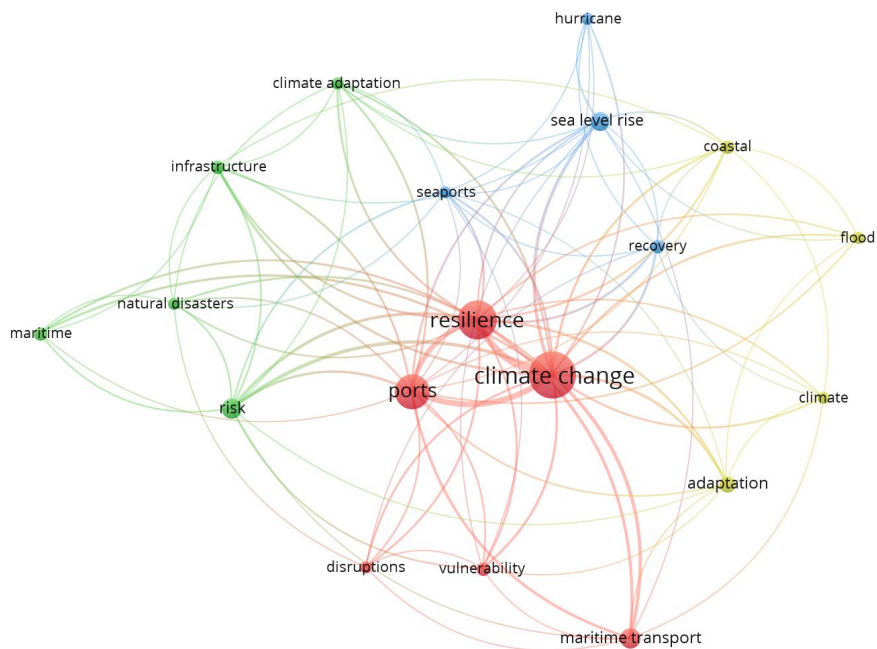 hurricane
climate adaptation
sea level rise
coastal
infrastructure
seaports
flood
recovery
natural disasters
maritime
resilience
climate change
ports
climate
risk
adaptation
disruptions
vulnerability
maritime transport